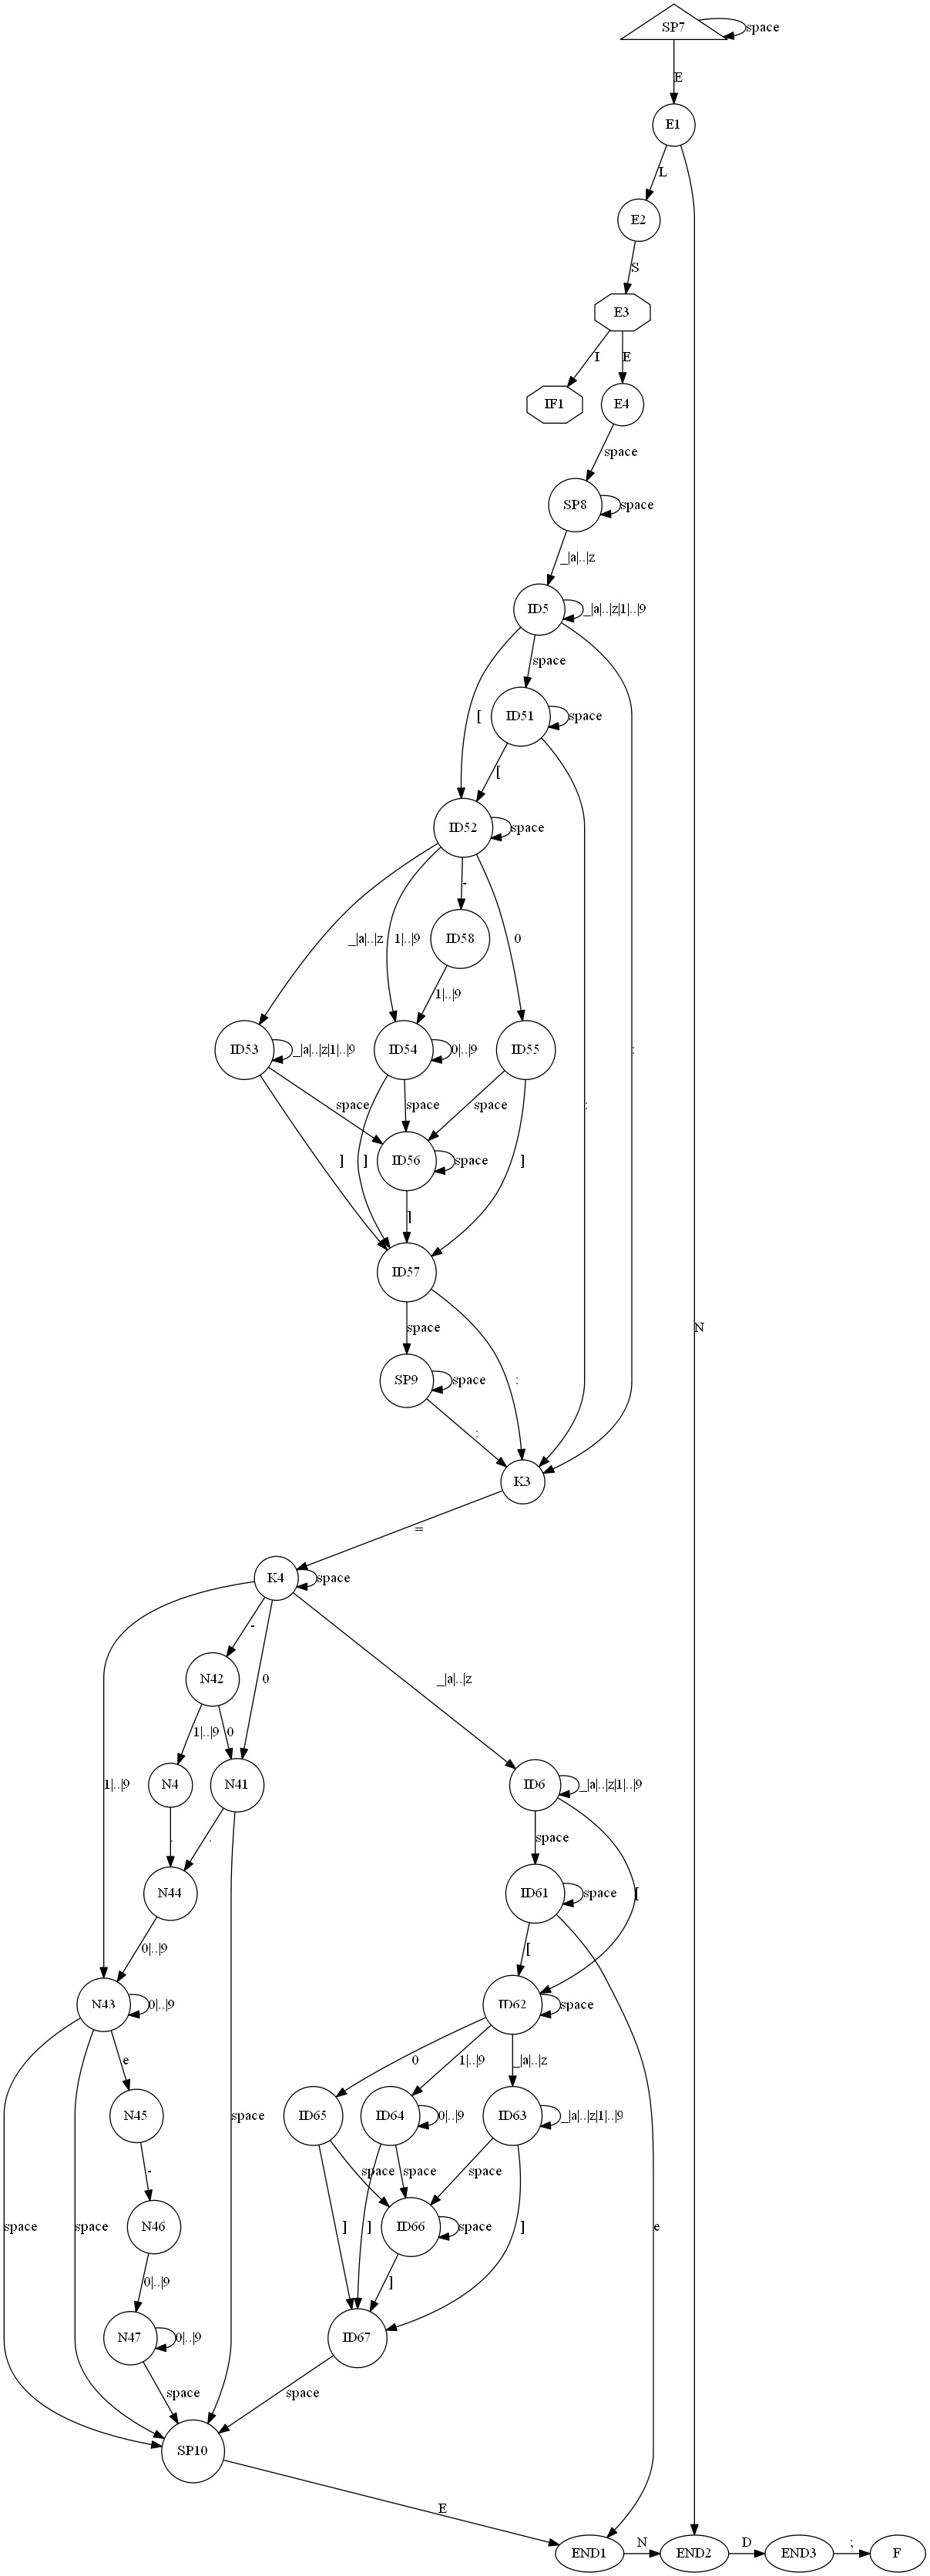 SP7
space
E
E1
L
E2
S
E3
I
E
IF1
E4
space
SP8
space
_|a|..|z
ID5
_|a|..|z|1|..|9
space
[
ID51
space
[
ID52
space
-
_|a|..|z
1|..|9
ID58
0
1|..|9
ID53
_|a|..|z|1|..|9
ID54
0|..|9
ID55
:
space
space
space
:
ID56
space
]
]
]
]
ID57
space
N
SP9
space
:
:
K3
=
K4
space
-
_|a|..|z
N42
0
1|..|9
0
1|..|9
N4
N41
ID6
_|a|..|z|1|..|9
.
.
space
N44
ID61
space
[
0|..|9
[
N43
0|..|9
ID62
space
e
0
1|..|9
_|a|..|z
N45
space
ID65
ID64
0|..|9
ID63
_|a|..|z|1|..|9
-
space
space
space
space
space
N46
ID66
space
]
]
]
e
0|..|9
]
N47
0|..|9
ID67
space
space
SP10
E
END1
N
END2
D
END3
;
F